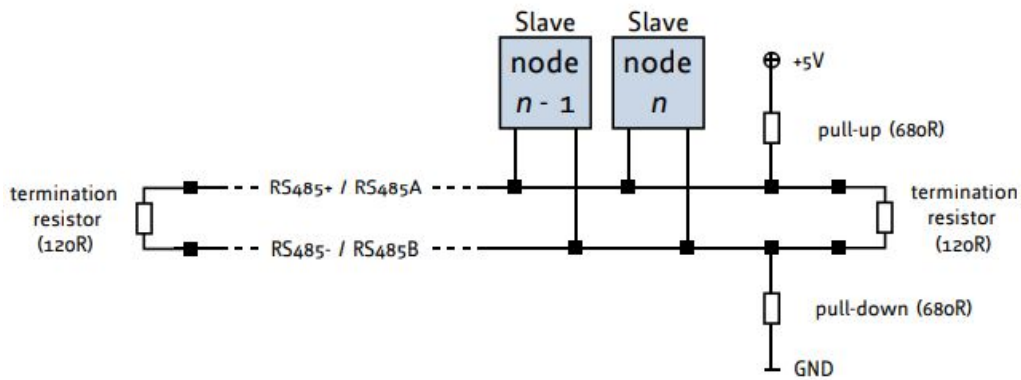 Slave
Slave
node
n - 1
node
n
+5V
pull-up (680R)
termination
resistor
(120R)
RS485+ / RS485A
RS485- / RS485B
termination
resistor
(120R)
pull-down (680R)
GND